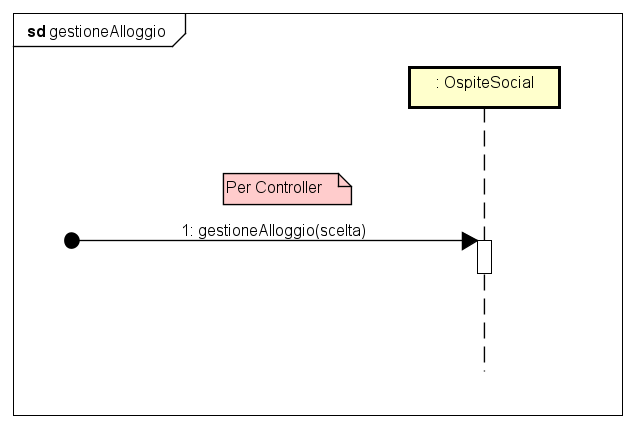 sd gestioneAlloggio
: OspiteSocial
Per Controller
1: gestioneAlloggio(scelta)